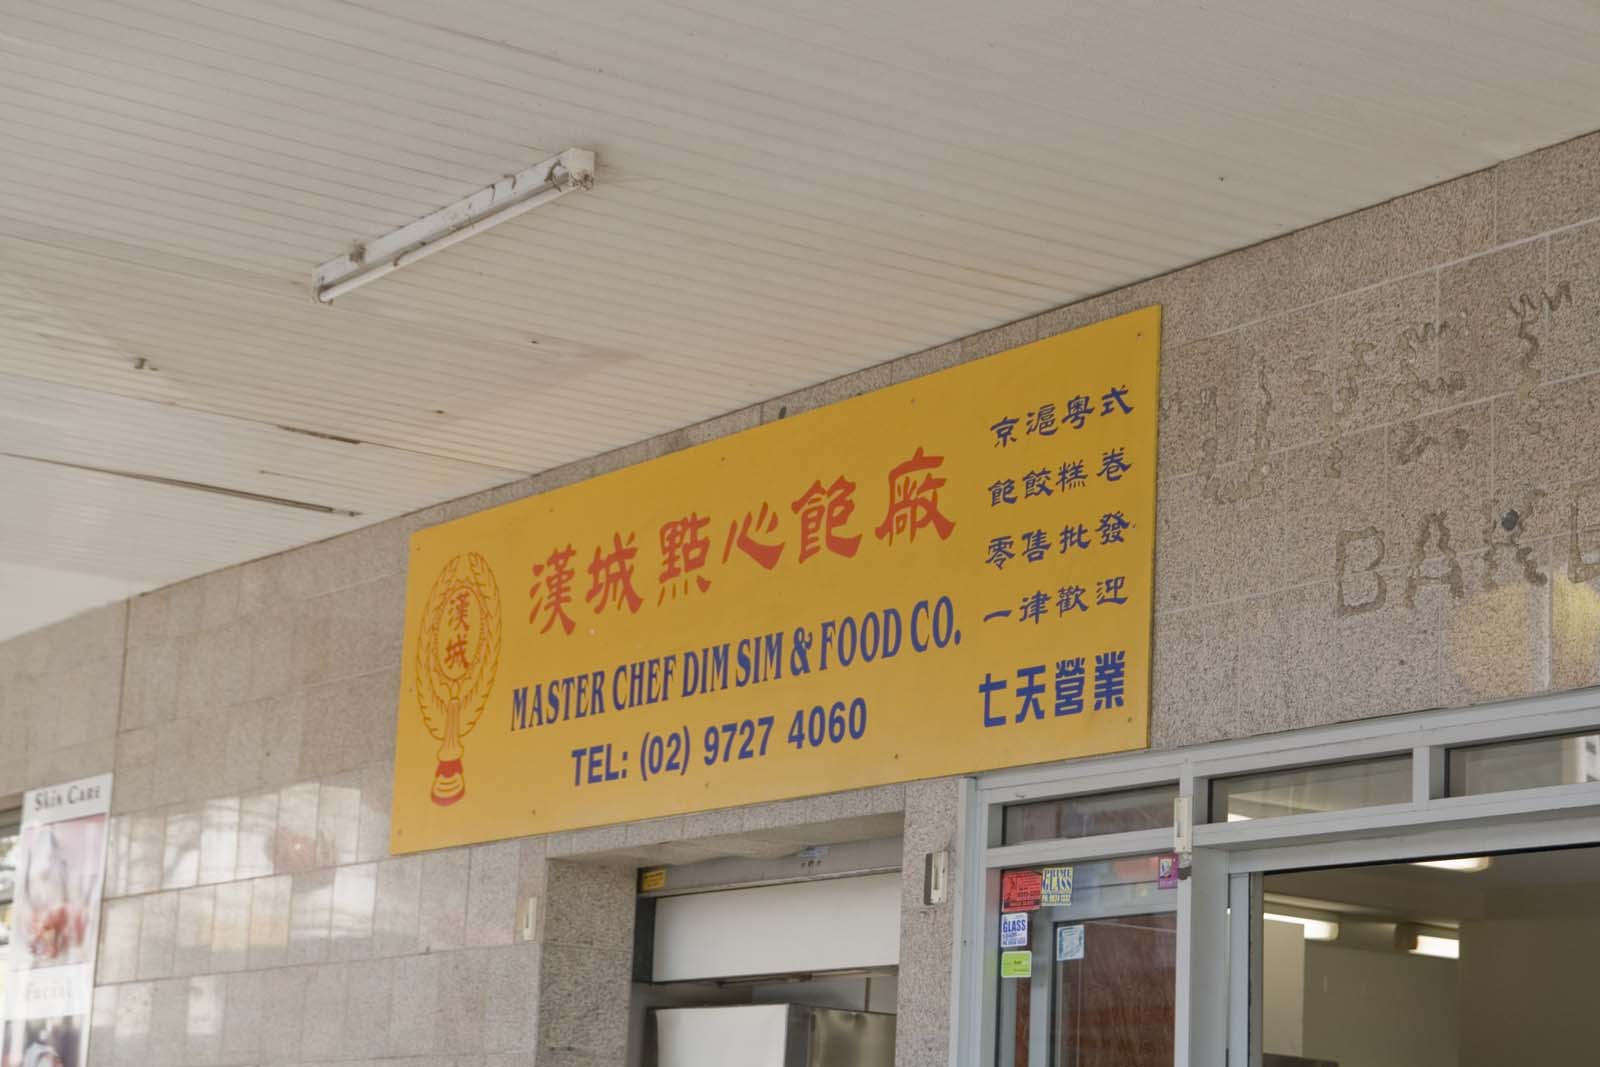 漢城
漢城點心飽廠
MASTER CHEF DIM SIM & FOOD CO.
TEL: (02) 9727 4060
京滬粵式
飽餃糕卷
零售批發
一律歡迎
七天營業
Skin Care
Facial
PRIME
GLASS
GLASS